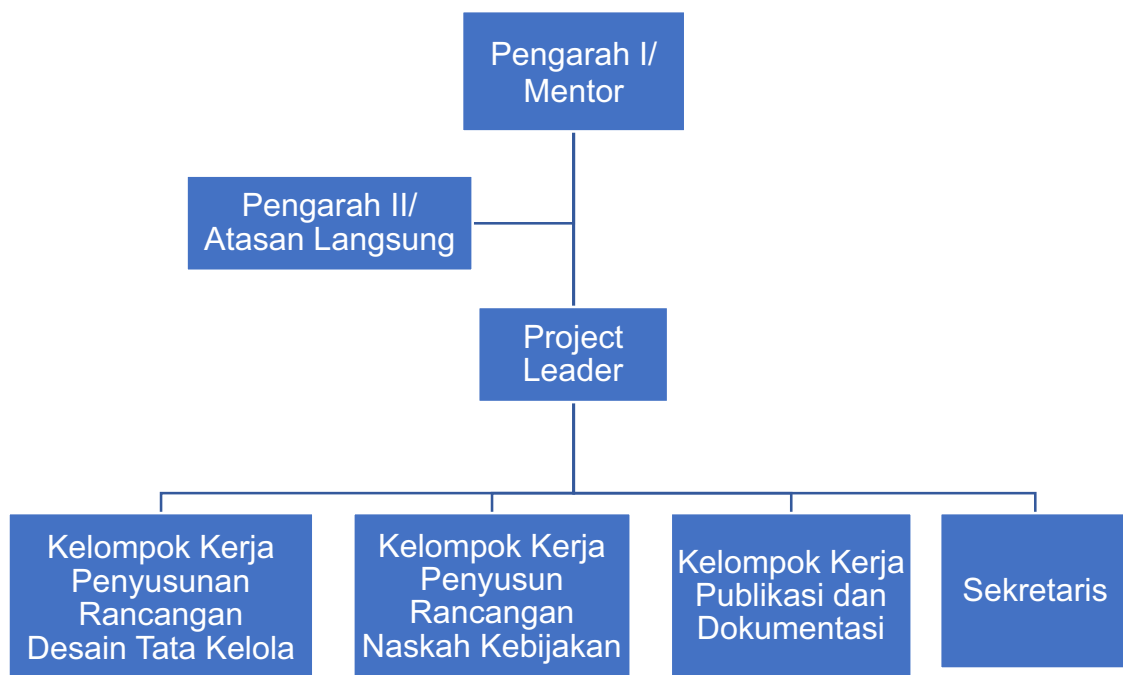 Pengarah I/
Mentor
Pengarah II/
Atasan Langsung
Project
Leader
Kelompok Kerja
Penyusunan
Rancangan
Desain Tata Kelola
Kelompok Kerja
Penyusun
Rancangan
Naskah Kebijakan
Kelompok Kerja
Publikasi dan
Dokumentasi
Sekretaris